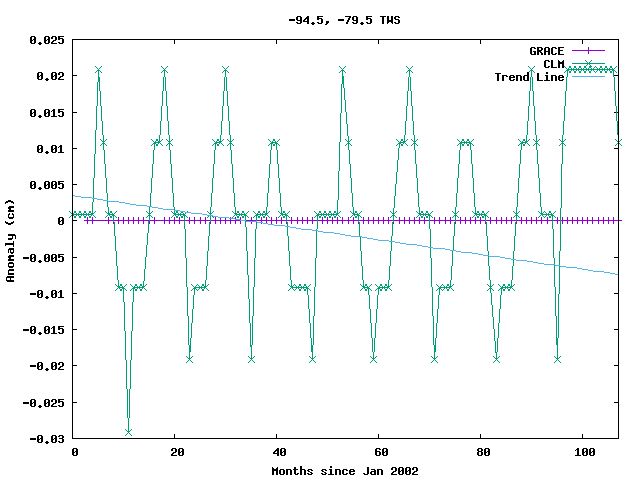 -94.5, -79.5 TWS
GRACE
CLM
Trend Line
0.025
0.02
0.015
0.01
0.005
0
-0.005
-0.01
-0.015
-0.02
-0.025
-0.03
Anomaly (cm)
0 20 40 60 80 100
Months since Jan 2002